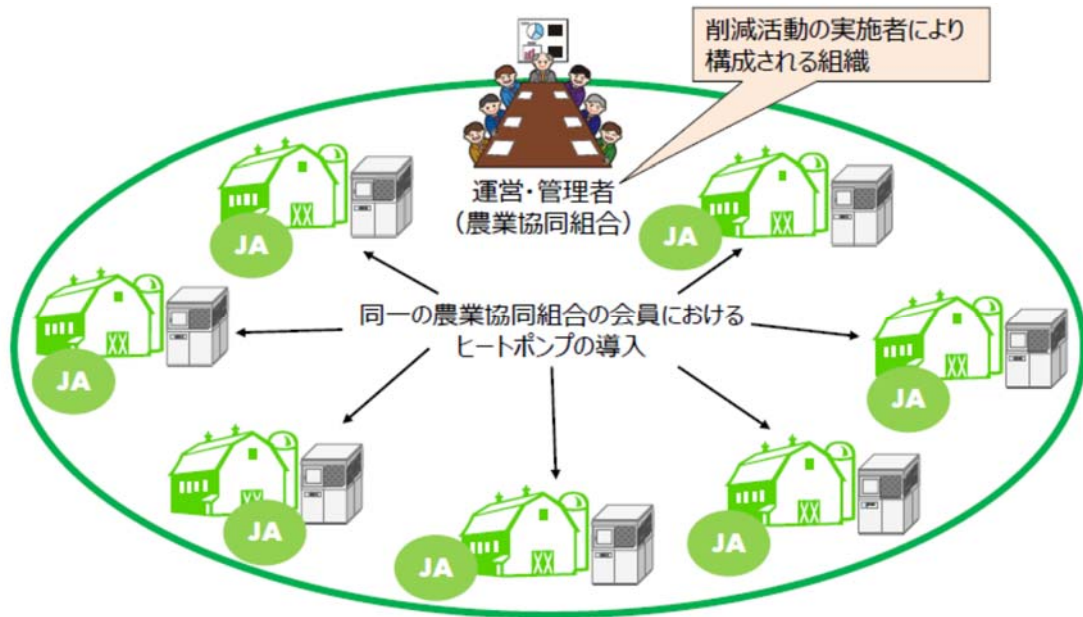 削減活動の実施者により
構成される組織
運営・管理者
（農業協同組合）
JA
JA
同一の農業協同組合の会員における
ヒートポンプの導入
JA
JA
JA
JA
JA